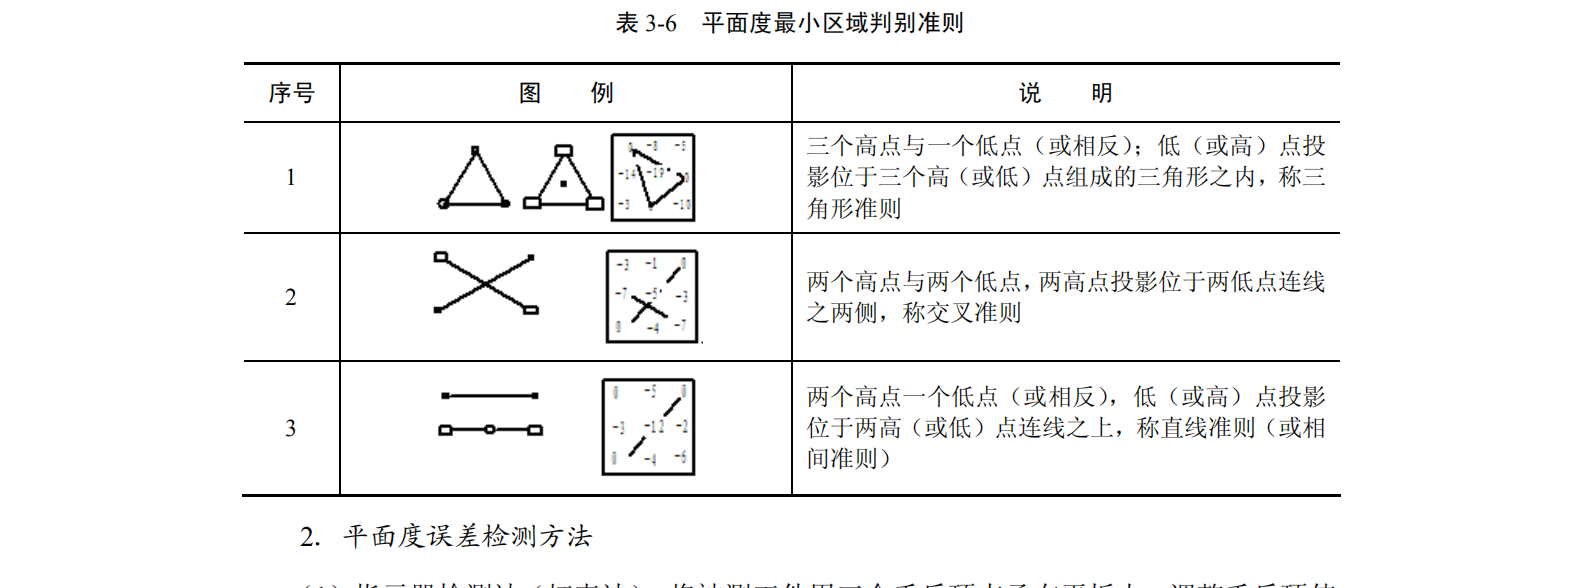 表 3-6 平面度最小区域判别准则
序号 图 例 说 明
1
0 -8 -5
-14 -19 0
-3 -10
三个高点与一个低点（或相反）；低（或高）点投
影位于三个高（或低）点组成的三角形之内，称三
角形准则
2
-3 -1 0
-7 -5 -3
0 -4 -7
两个高点与两个低点，两高点投影位于两低点连线
之两侧，称交叉准则
3
0 -5 0
-3 -12 -2
0 -4 -6
两个高点一个低点（或相反），低（或高）点投影
位于两高（或低）点连线之上，称直线准则（或相
间准则）
2. 平面度误差检测方法